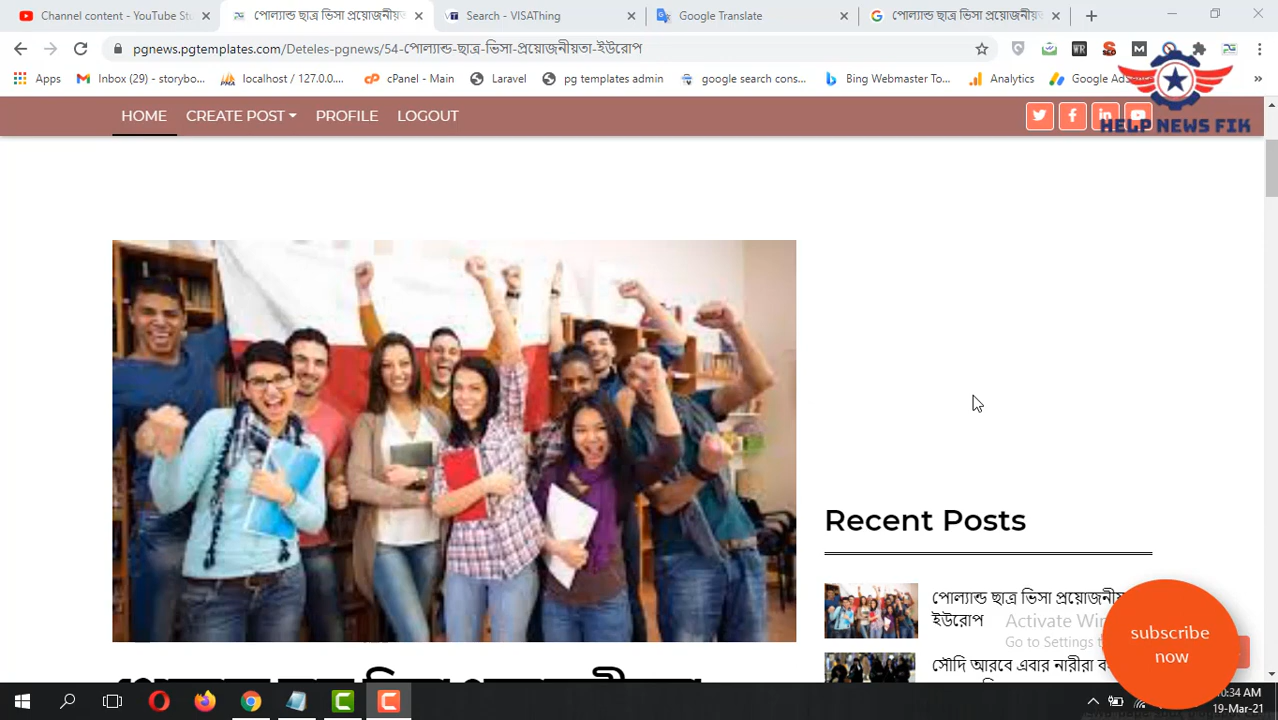 Channel content - YouTube Stu
পোল্যান্ড ছাত্র ভিসা প্রয়োজনীয়
Search - VISAThing
Google Translate
পোল্যান্ড ছাত্র ভিসা প্রয়োজনীয়
pgnews.pgtemplates.com/Deteles-pgnews/54-পোল্যান্ড-ছাত্র-ভিসা-প্রয়োজনীয়তা-ইউরোপ
Apps
Inbox (29) - storybo...
localhost / 127.0.0....
cPanel - Main
Laravel
pg templates admin
google search cons...
Bing Webmaster To...
Analytics
Google AdSense
HOME
CREATE POST
PROFILE
LOGOUT
HELP NEWS FIK
Recent Posts
পোল্যান্ড ছাত্র ভিসা প্রয়োজনীয়
ইউরোপ
Activate Win
Go to Settings t
সৌদি আরবে এবার নারীরা
subscribe
now
10:34 AM
19-Mar-21